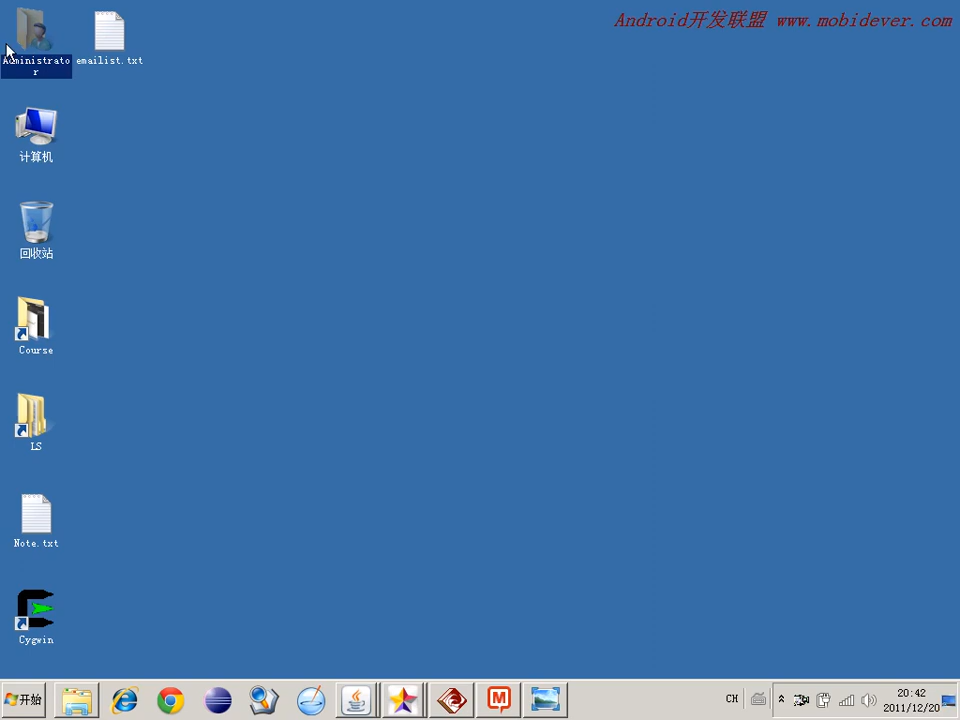 Android开发联盟 www.mobidever.com
Administrato
r
emailist.txt
计算机
回收站
Course
LS
Note.txt
Cygwin
开始
CH
20:42
2011/12/20